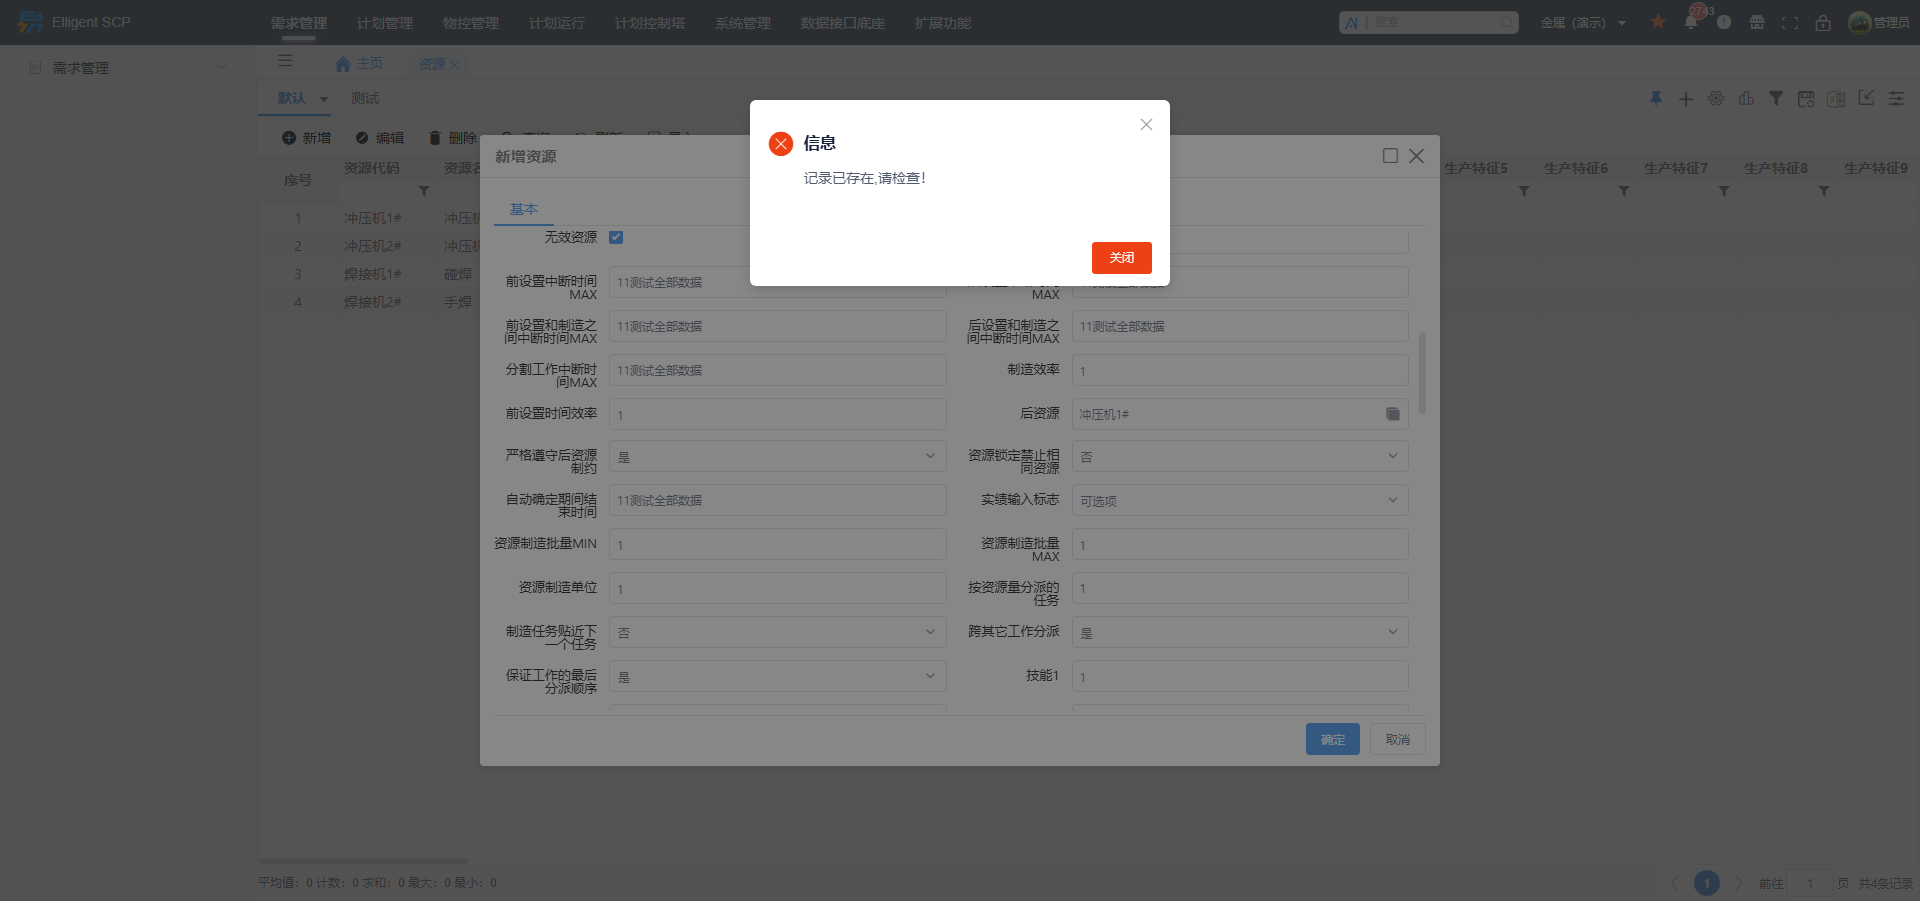 Elligent SCP
需求管理
计划管理
物控管理
计划运行
计划控制塔
系统管理
数据接口底座
扩展功能
AI | 搜索
金属（演示）
2743
管理员
需求管理
主页
资源
默认
测试
新增
编辑
删除
序号
资源代码
生产特征5
生产特征6
生产特征7
生产特征8
生产特征9
1
冲压机1#
2
冲压机2#
3
焊接机1#
碰焊
4
焊接机2#
手焊
新增资源
信息
记录已存在,请检查!
关闭
基本
无效资源
前设置中断时间
MAX
11测试全部数据
MAX
前设置和制造之
间中断时间MAX
11测试全部数据
后设置和制造之
间中断时间MAX
11测试全部数据
分割工作中断时
间MAX
11测试全部数据
制造效率
1
前设置时间效率
1
后资源
冲压机1#
严格遵守后资源
制约
是
资源锁定禁止相
同资源
否
自动确定期间结
束时间
11测试全部数据
实绩输入标志
可选项
资源制造批量MIN
1
资源制造批量
MAX
1
资源制造单位
1
按资源量分派的
任务
1
制造任务贴近下
一个任务
否
跨其它工作分派
是
保证工作的最后
分派顺序
是
技能1
1
确定
取消
平均值：0 计数：0 求和：0 最大：0 最小：0
1
前往
1
页
共4条记录